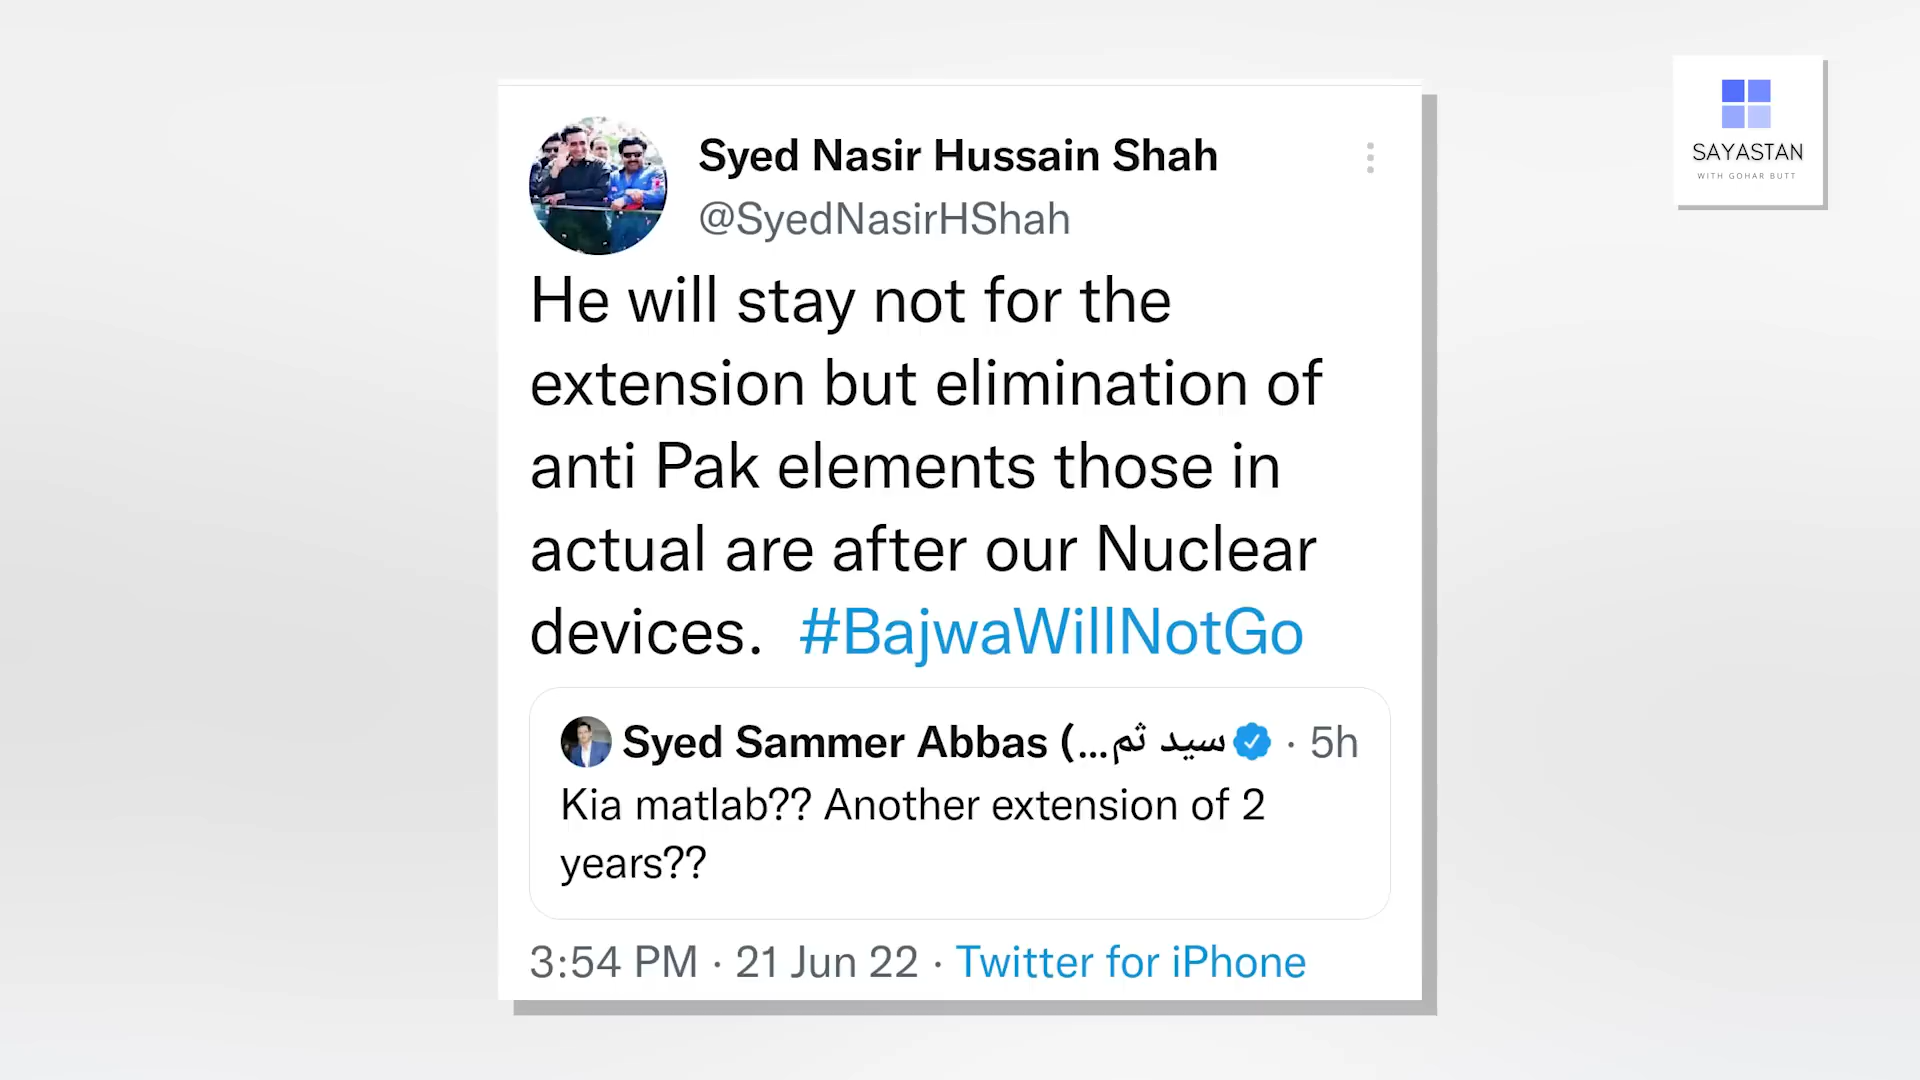 Syed Nasir Hussain Shah
@SyedNasirHShah
He will stay not for the
extension but elimination of
anti Pak elements those in
actual are after our Nuclear
devices. #BajwaWillNotGo
Syed Sammer Abbas (...سید ثم · 5h
Kia matlab?? Another extension of 2
years??
3:54 PM · 21 Jun 22 · Twitter for iPhone
SAYASTAN
WITH GOHAR BUTT